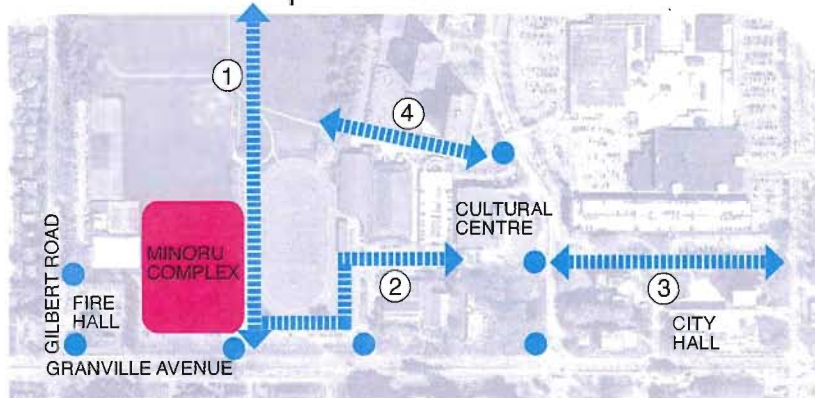 1
4
CULTURAL
CENTRE
MINORU
COMPLEX
GILBERT ROAD
FIRE
HALL
2
3
CITY
HALL
GRANVILLE AVENUE